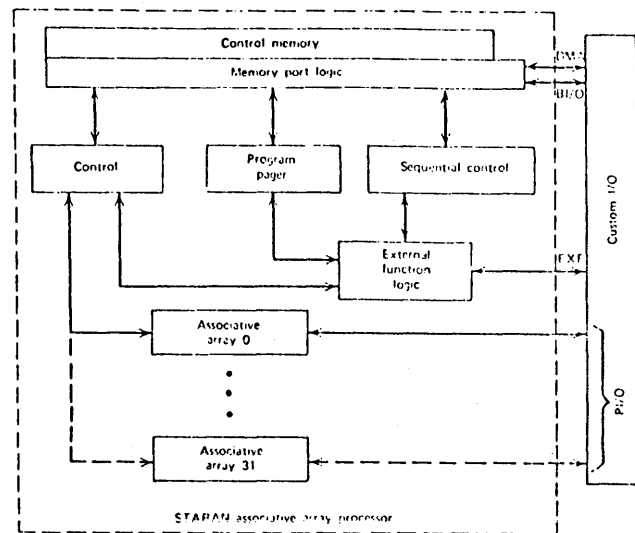 Control memory
Memory port logic
DMA
BI/O
Control
Program
pager
Sequential control
Custom I/O
External
function
logic
EXF
Associative
array 0
PI/O
Associative
array 31
STARAN associative array processor